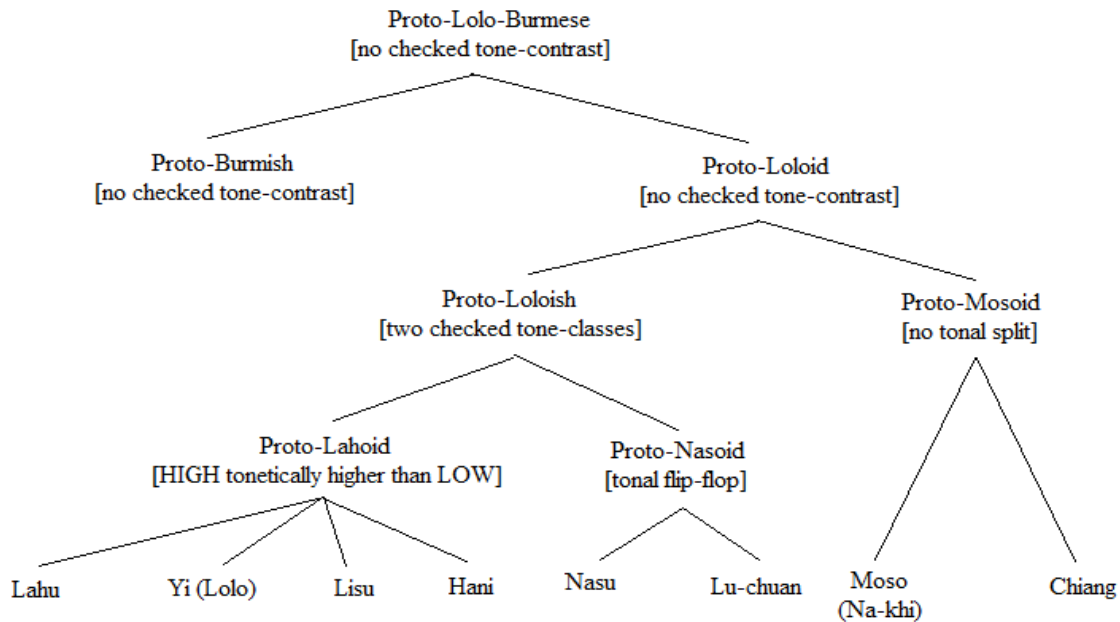 Proto-Lolo-Burmese
[no checked tone-contrast]
Proto-Burmish
[no checked tone-contrast]
Proto-Loloid
[no checked tone-contrast]
Proto-Loloish
[two checked tone-classes]
Proto-Mosoid
[no tonal split]
Proto-Lahoid
[HIGH tonetically higher than LOW]
Proto-Nasoid
[tonal flip-flop]
Lahu
Yi (Lolo)
Lisu
Hani
Nasu
Lu-chuan
Moso
(Na-khi)
Chiang